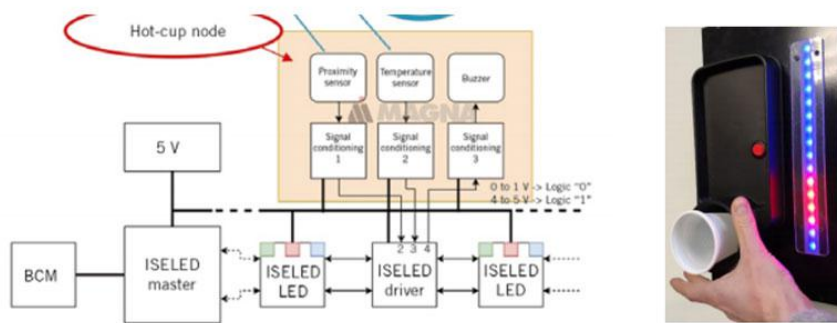 Hot-cup node
Proximity
sensor
Temperature
sensor
Buzzer
MAGNA
Signal
conditioning
1
Signal
conditioning
2
Signal
conditioning
3
5 V
0 to 1 V -> Logic "0"
4 to 5 V -> Logic "1"
2 3 4
BCM
ISELED
master
ISELED
LED
ISELED
driver
ISELED
LED